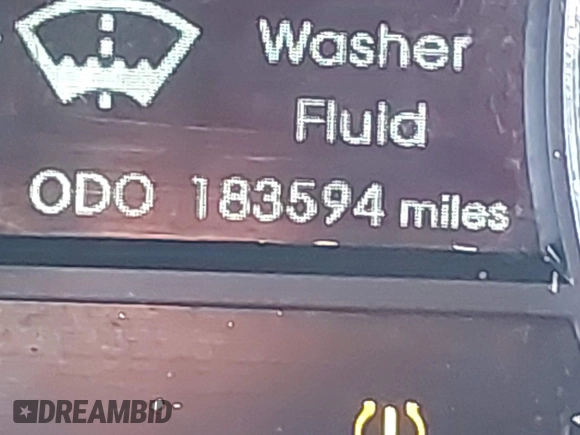 Washer
Fluid
ODO 183594 miles
DREAMBID